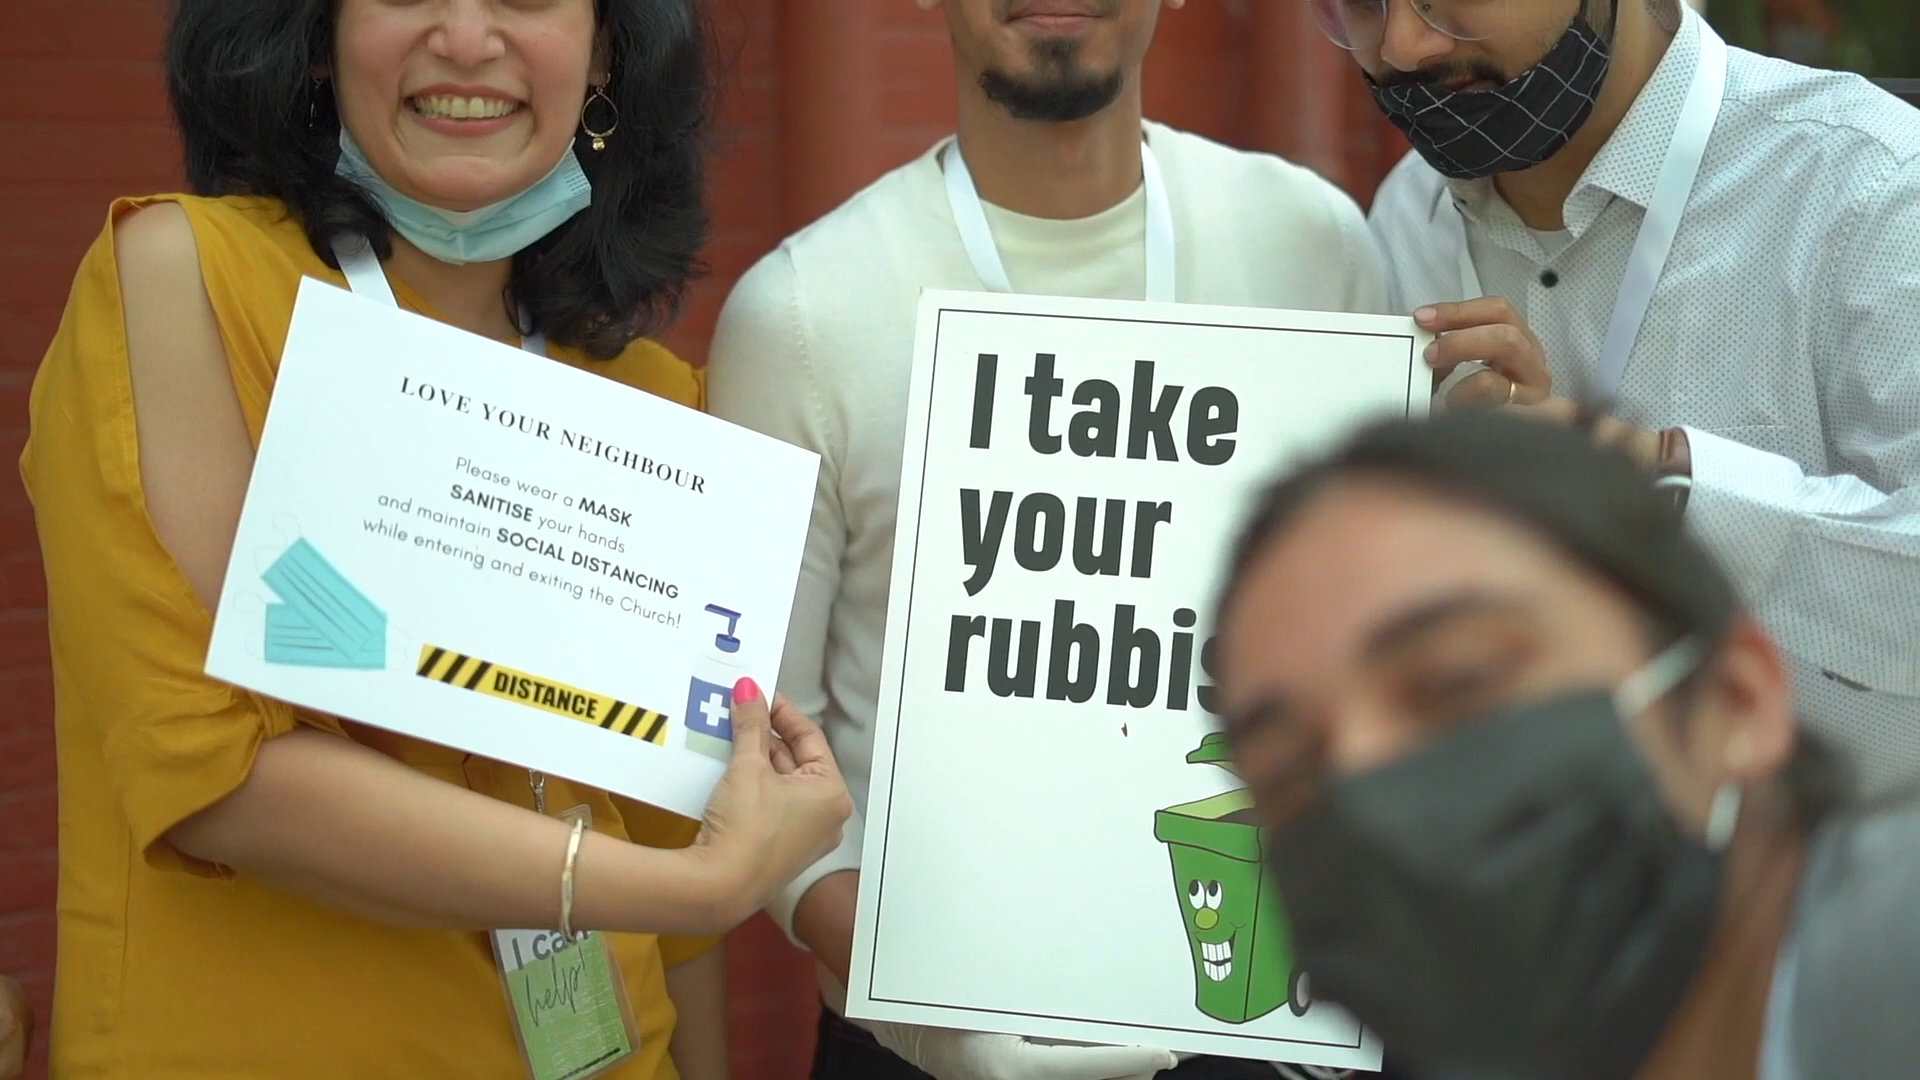 LOVE YOUR NEIGHBOUR
Please wear a MASK
SANITISE your hands
and maintain SOCIAL DISTANCING
while entering and exiting the Church!
DISTANCE
I can
help!
I take
your
rubbis